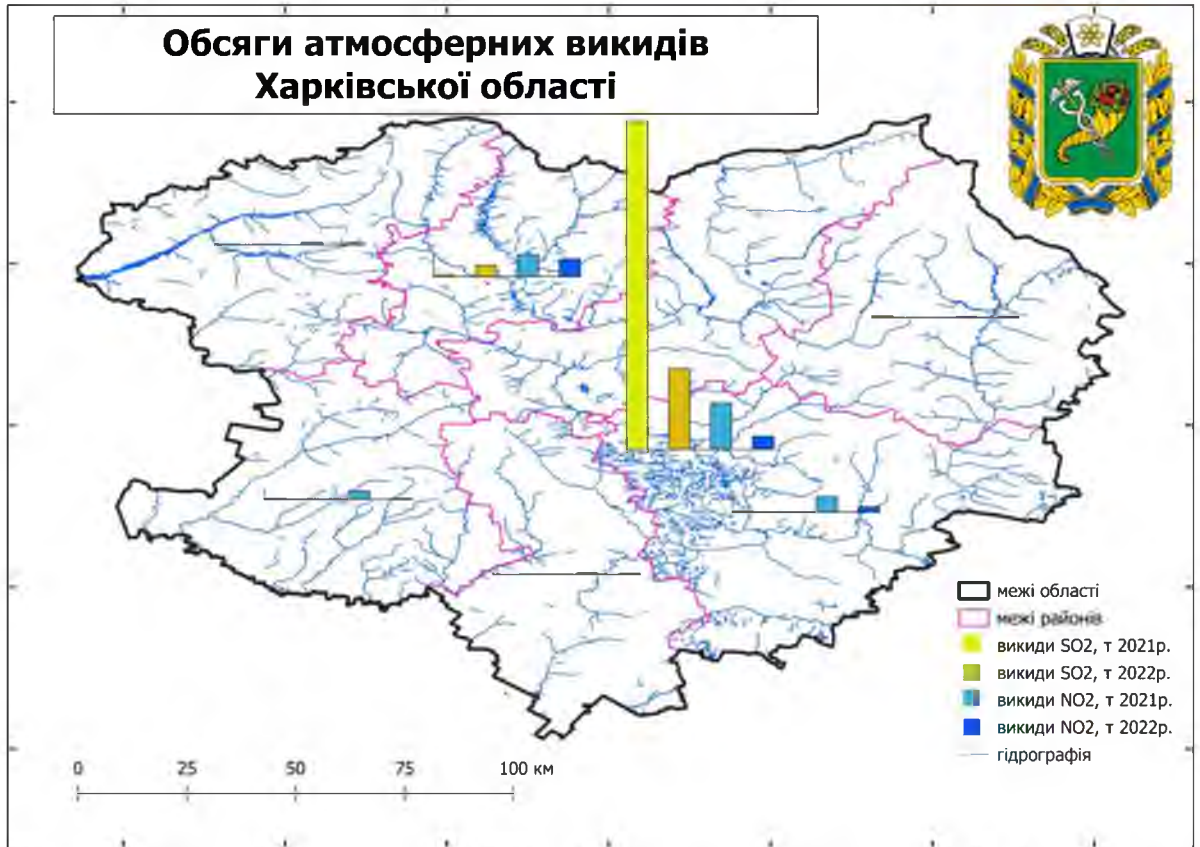 Обсяги атмосферних викидів
Харківської області
межі області
межі районів
викиди SO2, т 2021р.
викиди SO2, т 2022р.
викиди NO2, т 2021р.
викиди NO2, т 2022р.
гідрографія
0 25 50 75 100 км